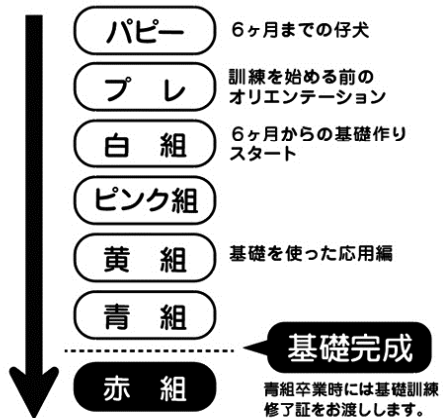 パピー
6ヶ月までの仔犬
プレ
訓練を始める前の
オリエンテーション
白組
6ヶ月からの基礎作り
スタート
ピンク組
黄組
基礎を使った応用編
青組
基礎完成
赤組
青組卒業時には基礎訓練
修了証をお渡しします。